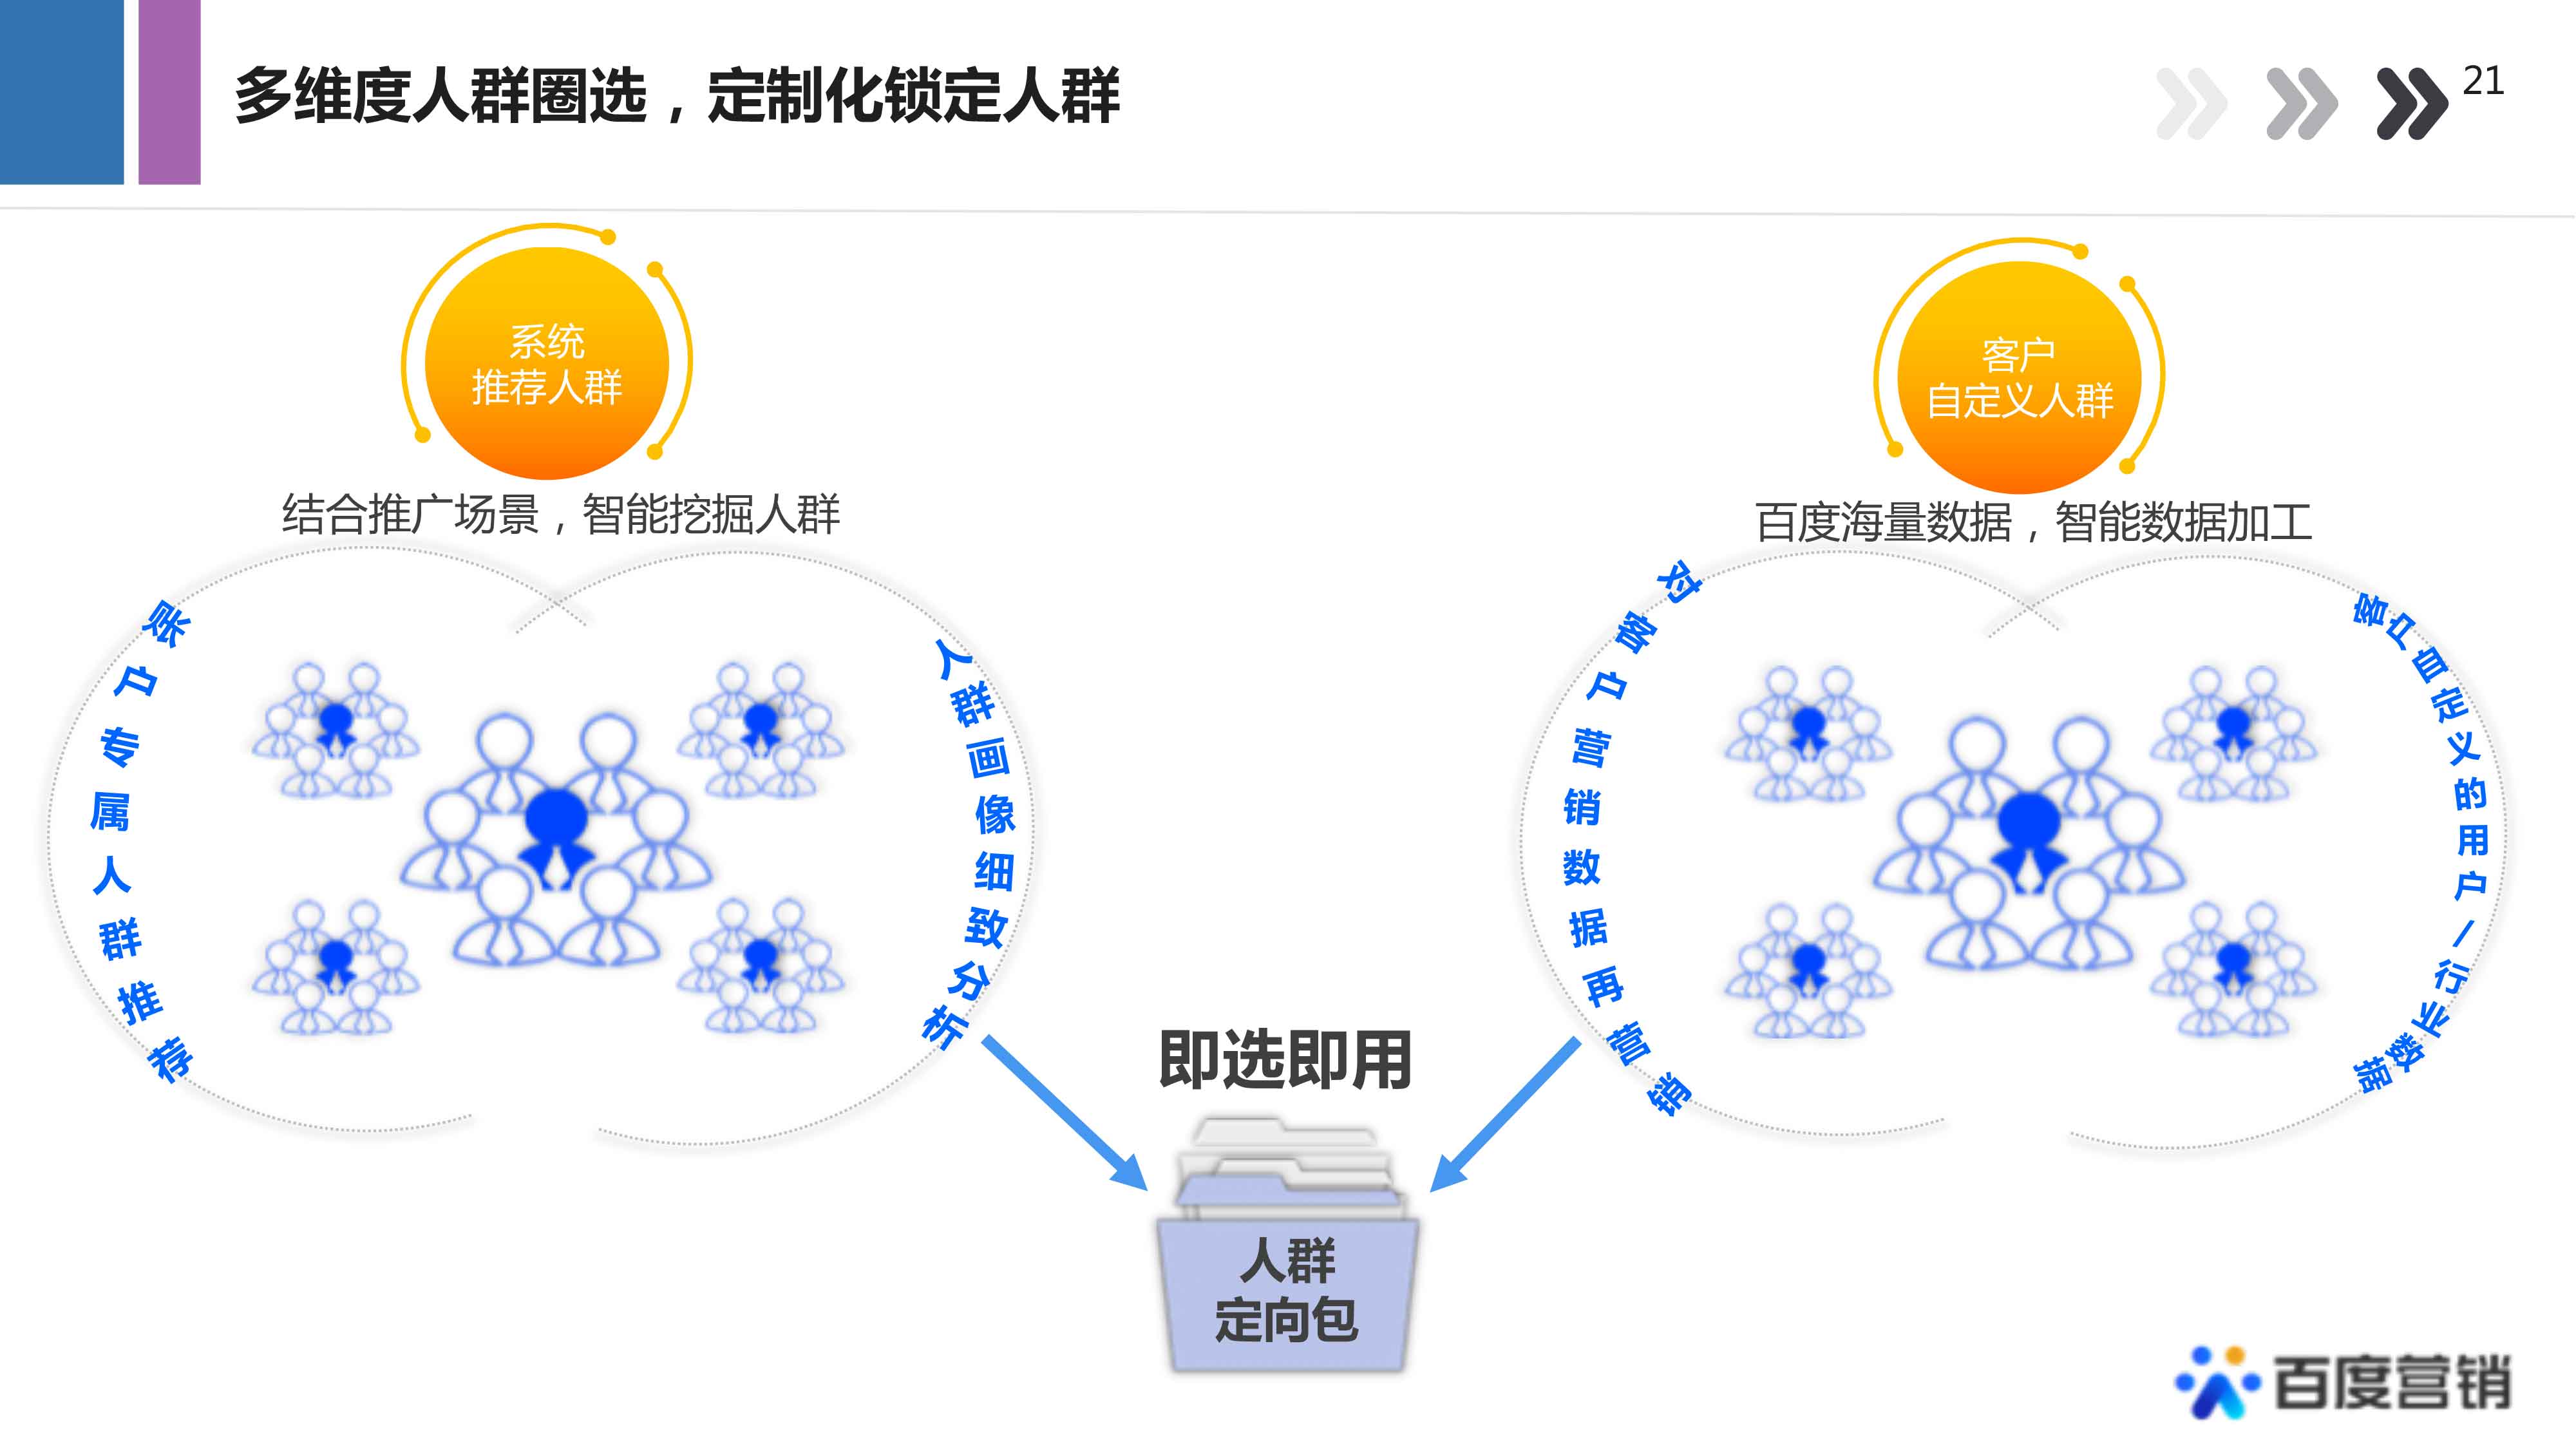 多维度人群圈选，定制化锁定人群
21
系统
推荐人群
结合推广场景，智能挖掘人群
账户专属人群推荐
人群画像细致分析
客户
自定义人群
百度海量数据，智能数据加工
对客户营销数据再营销
客户自定义的用户/行业数据
即选即用
人群
定向包
百度营销